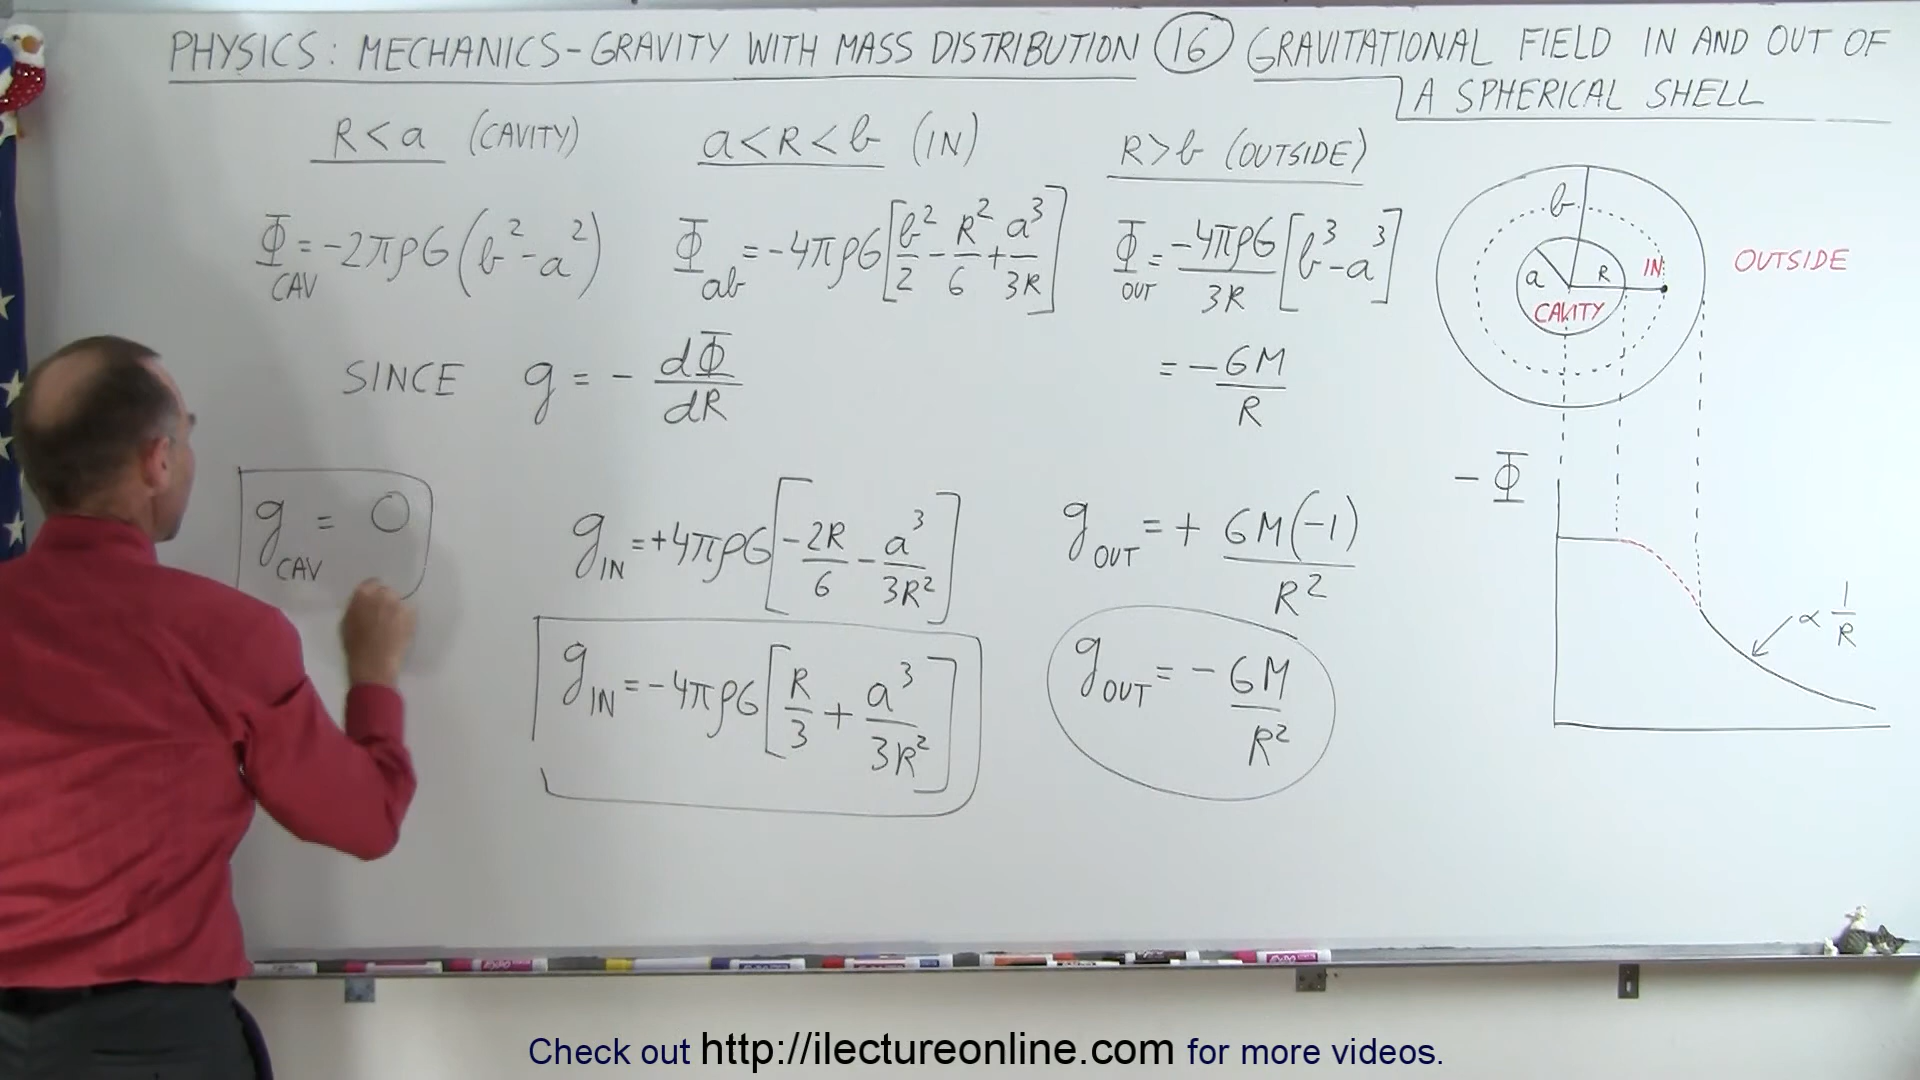 PHYSICS: MECHANICS-GRAVITY WITH MASS DISTRIBUTION 16 GRAVITATIONAL FIELD IN AND OUT OF
A SPHERICAL SHELL
R<a (CAVITY)
Φ_CAV = -2πρG(b²-a²)
a<R<b (IN)
Φ_ab = -4πρG[b²/2 - R²/6 + a³/3R]
R>b (OUTSIDE)
Φ_OUT = -4πρG/3R [b³-a³]
= -GM/R
SINCE g = - dΦ/dR
g_CAV = 0
g_IN = +4πρG[-2R/6 - a³/3R²]
g_IN = -4πρG[R/3 + a³/3R²]
g_OUT = + GM(-1)/R²
g_OUT = - GM/R²
b
a
R
IN
CAVITY
OUTSIDE
-Φ
∝ 1/R
EXPO
Check out http://ilectureonline.com for more videos.